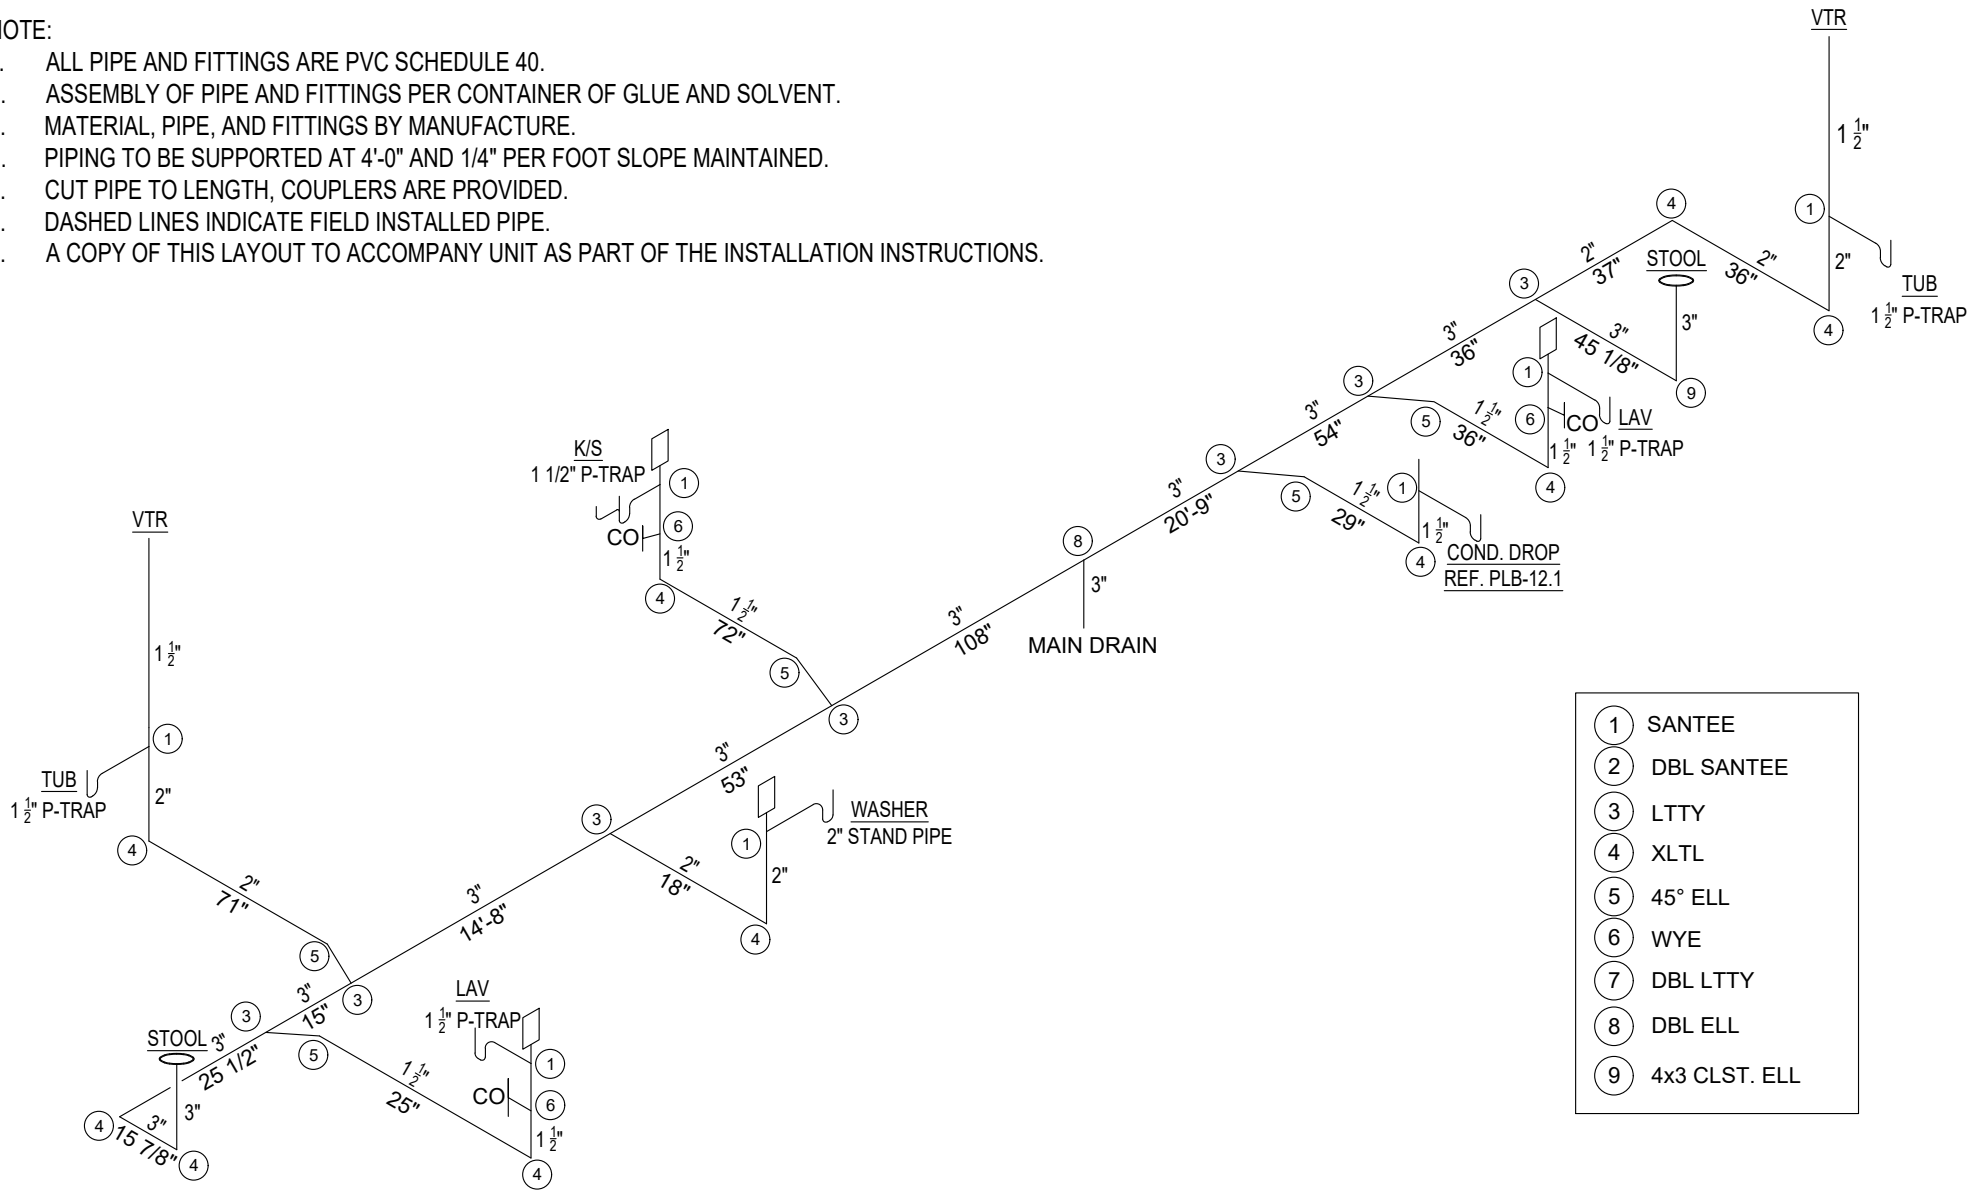 NOTE:
. ALL PIPE AND FITTINGS ARE PVC SCHEDULE 40.
. ASSEMBLY OF PIPE AND FITTINGS PER CONTAINER OF GLUE AND SOLVENT.
. MATERIAL, PIPE, AND FITTINGS BY MANUFACTURE.
. PIPING TO BE SUPPORTED AT 4'-0" AND 1/4" PER FOOT SLOPE MAINTAINED.
. CUT PIPE TO LENGTH, COUPLERS ARE PROVIDED.
. DASHED LINES INDICATE FIELD INSTALLED PIPE.
. A COPY OF THIS LAYOUT TO ACCOMPANY UNIT AS PART OF THE INSTALLATION INSTRUCTIONS.
VTR
1 1/2"
1
2"
TUB
1 1/2" P-TRAP
4
2"
36"
4
2"
37"
STOOL
3"
9
3"
45 1/8"
3
3"
36"
1
6
CO
LAV
1 1/2" P-TRAP
1 1/2"
4
1 1/2"
36"
5
3
3"
54"
1
1 1/2"
COND. DROP
REF. PLB-12.1
4
1 1/2"
29"
5
3
3"
20'-9"
8
3"
MAIN DRAIN
3"
108"
K/S
1 1/2" P-TRAP
1
6
CO
1 1/2"
4
1 1/2"
72"
5
3
3"
53"
WASHER
2" STAND PIPE
1
2"
4
2"
18"
3
3"
14'-8"
VTR
1 1/2"
1
TUB
1 1/2" P-TRAP
2"
4
2"
71"
5
3
3"
15"
LAV
1 1/2" P-TRAP
1
CO
6
1 1/2"
4
1 1/2"
25"
5
3
3"
25 1/2"
STOOL
3"
4
3"
15 7/8"
4
1 SANTEE
2 DBL SANTEE
3 LTTY
4 XLTL
5 45° ELL
6 WYE
7 DBL LTTY
8 DBL ELL
9 4x3 CLST. ELL